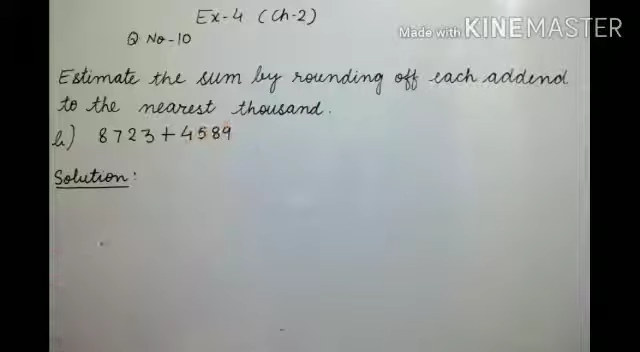 Ex-4 (Ch-2)
Made with KINEMASTER
Q No-10
Estimate the sum by rounding off each addend
to the nearest thousand.
b) 8723+4589
Solution: